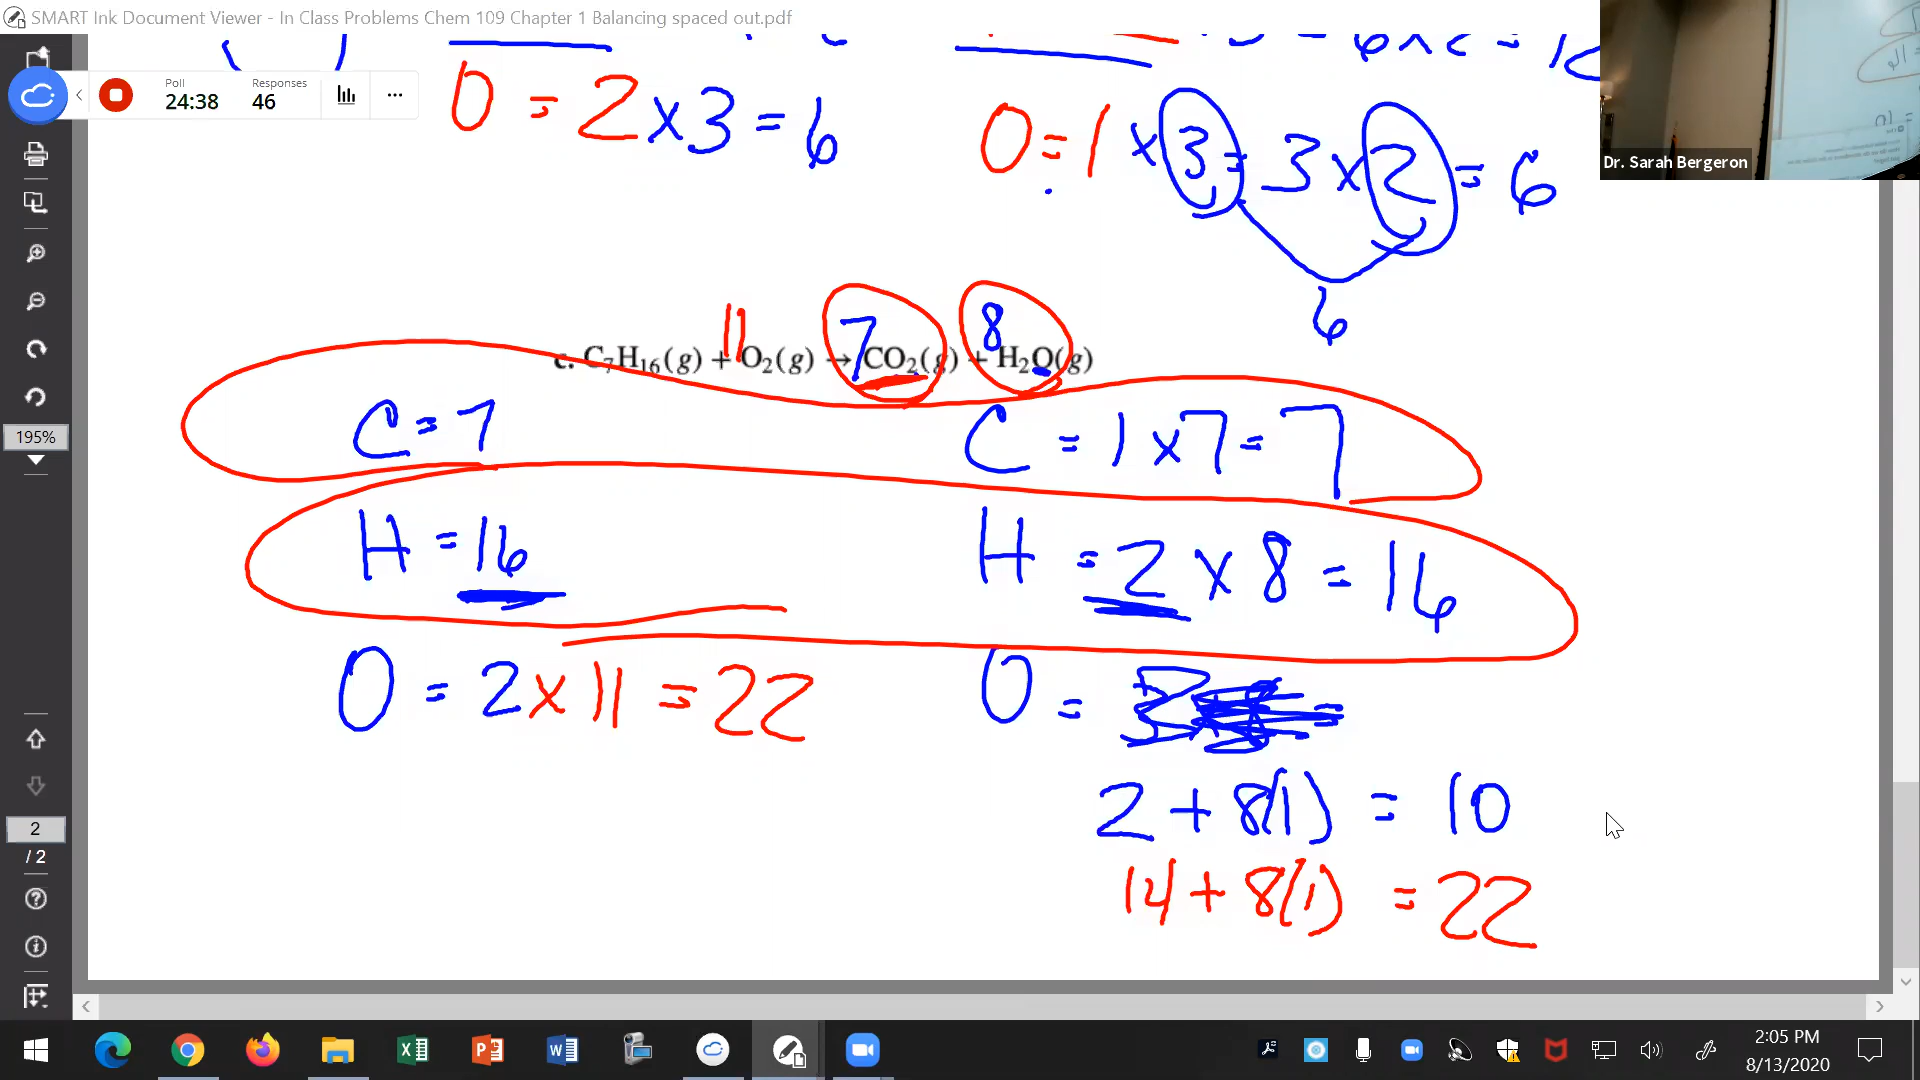 SMART Ink Document Viewer - In Class Problems Chem 109 Chapter 1 Balancing spaced out.pdf
Poll
24:38
Responses
46
Dr. Sarah Bergeron
O = 2 x 3 = 6
O = 1 x 3 = 3 x 2 = 6
6
11 7 8
c. C₇H₁₆(g) + O₂(g) → CO₂(g) + H₂O(g)
C = 7
C = 1 x 7 = 7
H = 16
H = 2 x 8 = 16
O = 2 x 11 = 22
O =
2 + 8(1) = 10
14 + 8(1) = 22
195%
2
/ 2
2:05 PM
8/13/2020